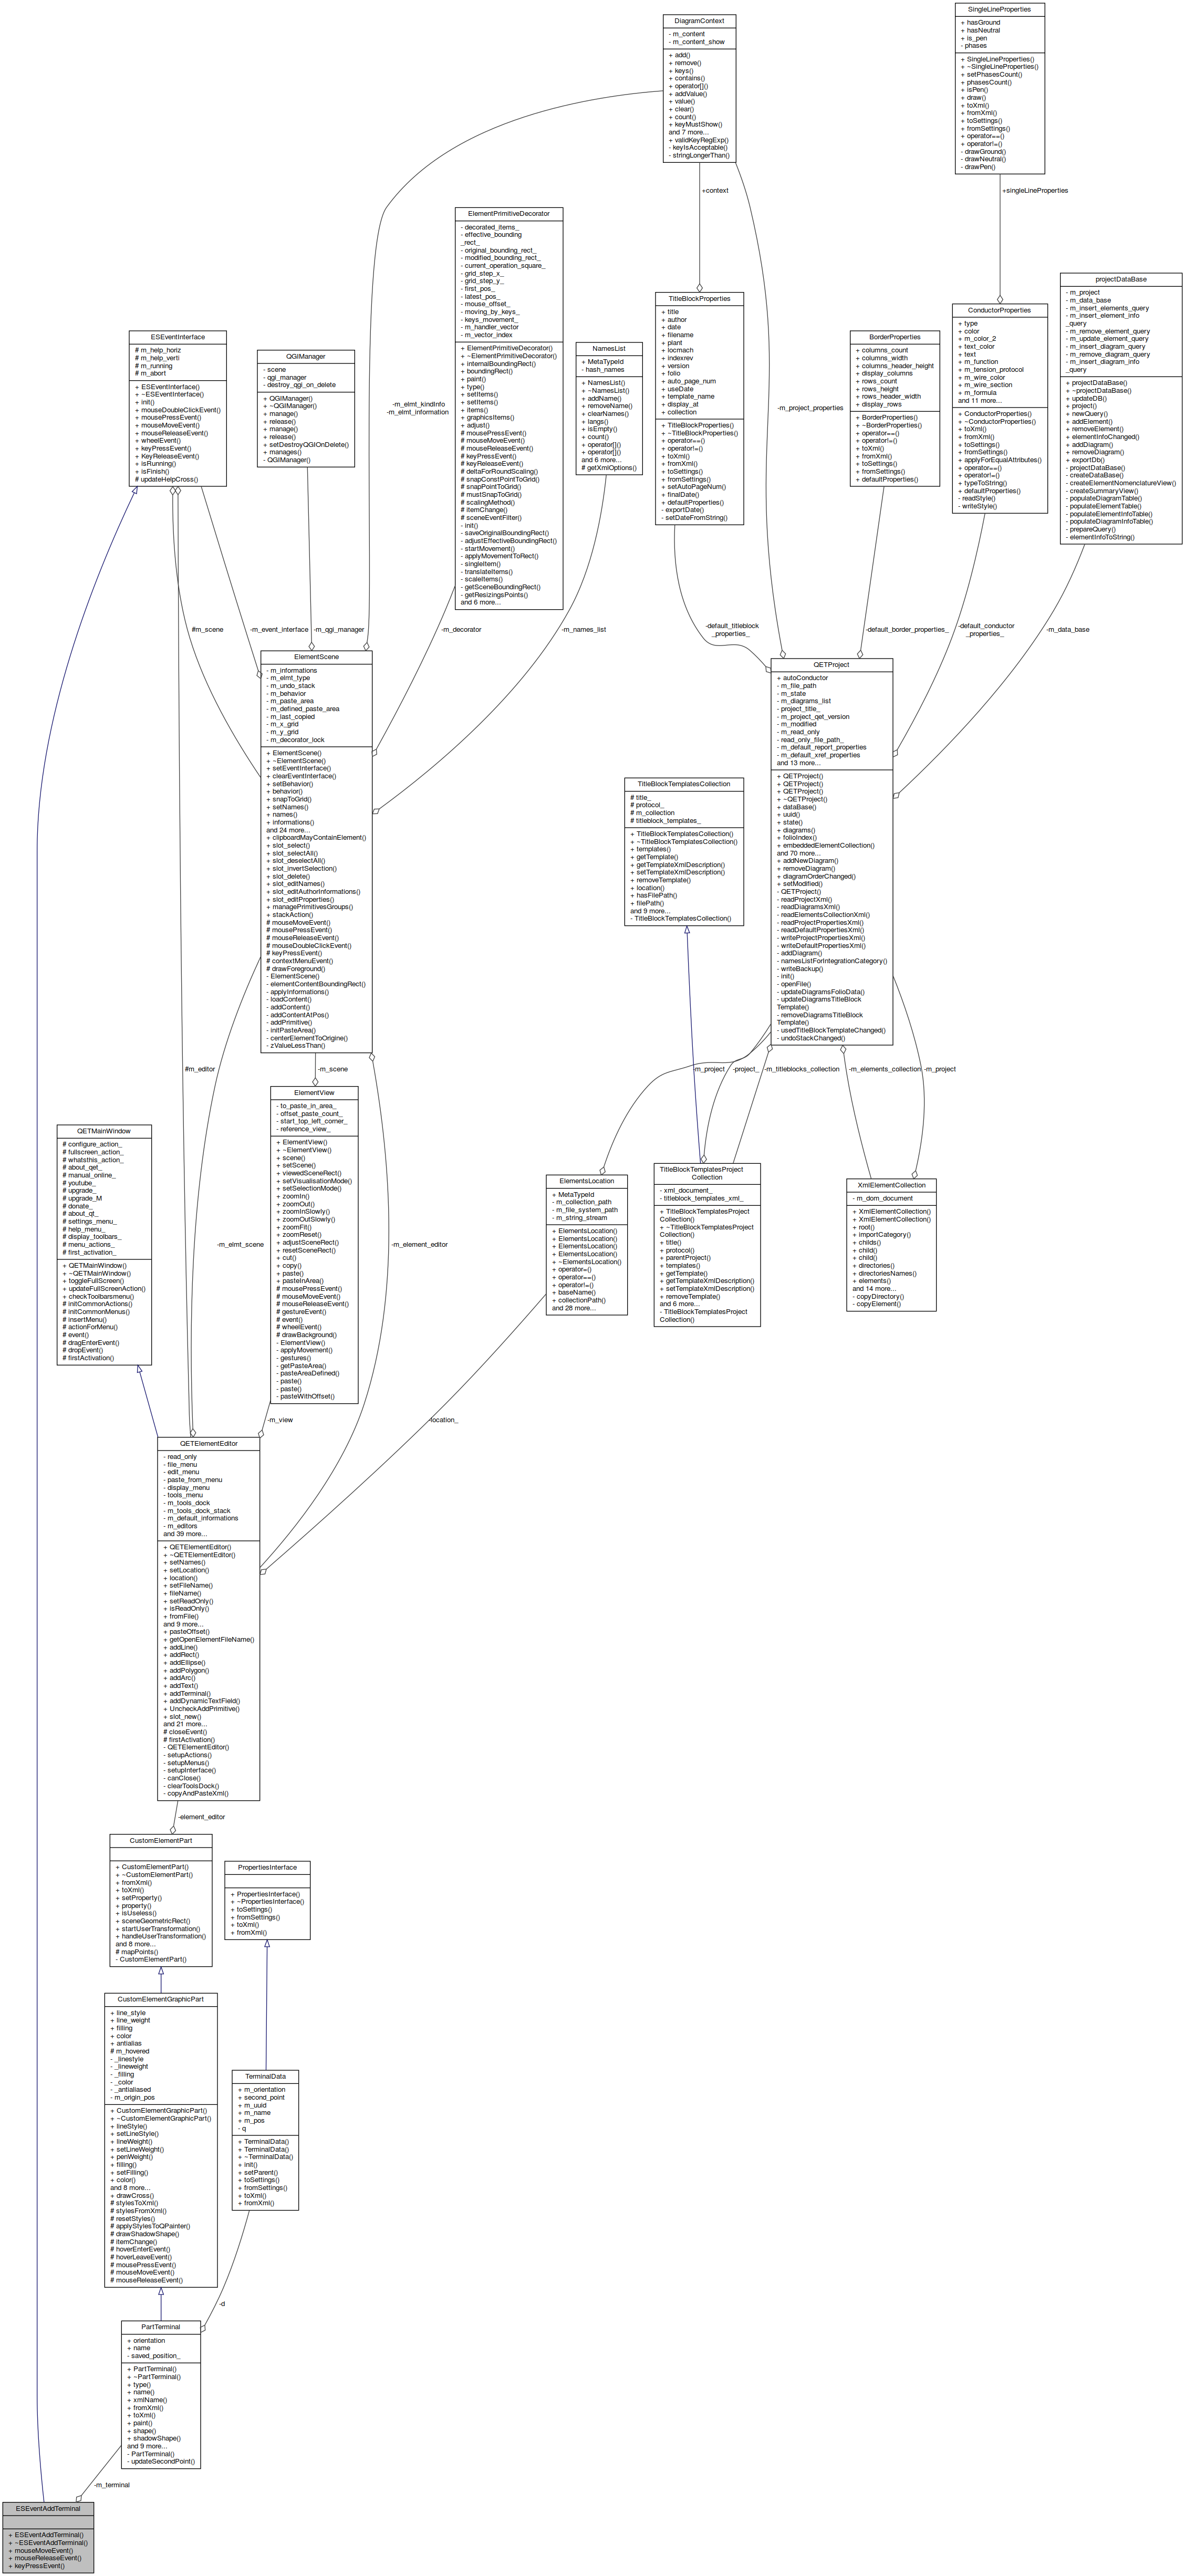 SingleLineProperties
+ hasGround
+ hasNeutral
+ is_pen
- phases
+ SingleLineProperties()
+ ~SingleLineProperties()
+ setPhasesCount()
+ phasesCount()
+ isPen()
+ draw()
+ toXml()
+ fromXml()
+ toSettings()
+ fromSettings()
+ operator==()
+ operator!=()
- drawGround()
- drawNeutral()
- drawPen()
DiagramContext
- m_content
- m_content_show
+ add()
+ remove()
+ keys()
+ contains()
+ operator[]()
+ addValue()
+ value()
+ clear()
+ count()
+ keyMustShow()
and 7 more...
+ validKeyRegExp()
- keyIsAcceptable()
- stringLongerThan()
+context
+singleLineProperties
ElementPrimitiveDecorator
- decorated_items_
- effective_bounding
_rect_
- original_bounding_rect_
- modified_bounding_rect_
- current_operation_square_
- grid_step_x_
- grid_step_y_
- first_pos_
- latest_pos_
- mouse_offset_
- moving_by_keys_
- keys_movement_
- m_handler_vector
- m_vector_index
+ ElementPrimitiveDecorator()
+ ~ElementPrimitiveDecorator()
+ internalBoundingRect()
+ boundingRect()
+ paint()
+ type()
+ setItems()
+ setItems()
+ items()
+ graphicsItems()
+ adjust()
# mousePressEvent()
# mouseMoveEvent()
# mouseReleaseEvent()
# keyPressEvent()
# keyReleaseEvent()
# deltaForRoundScaling()
# snapConstPointToGrid()
# snapPointToGrid()
# mustSnapToGrid()
# scalingMethod()
# itemChange()
# sceneEventFilter()
- init()
- saveOriginalBoundingRect()
- adjustEffectiveBoundingRect()
- startMovement()
- applyMovementToRect()
- singleItem()
- translateItems()
- scaleItems()
- getSceneBoundingRect()
- getResizingsPoints()
and 6 more...
projectDataBase
- m_project
- m_data_base
- m_insert_elements_query
- m_insert_element_info
_query
- m_remove_element_query
- m_update_element_query
- m_insert_diagram_query
- m_remove_diagram_query
- m_insert_diagram_info
_query
+ projectDataBase()
+ ~projectDataBase()
+ updateDB()
+ project()
+ newQuery()
+ addElement()
+ removeElement()
+ elementInfoChanged()
+ addDiagram()
+ removeDiagram()
+ exportDb()
- projectDataBase()
- createDataBase()
- createElementNomenclatureView()
- createSummaryView()
- populateDiagramTable()
- populateElementTable()
- populateElementInfoTable()
- populateDiagramInfoTable()
- prepareQuery()
- elementInfoToString()
TitleBlockProperties
+ title
+ author
+ date
+ filename
+ plant
+ locmach
+ indexrev
+ version
+ folio
+ auto_page_num
+ useDate
+ template_name
+ display_at
+ collection
+ TitleBlockProperties()
+ ~TitleBlockProperties()
+ operator==()
+ operator!=()
+ toXml()
+ fromXml()
+ toSettings()
+ fromSettings()
+ setAutoPageNum()
+ finalDate()
+ defaultProperties()
- exportDate()
- setDateFromString()
ConductorProperties
+ type
+ color
+ m_color_2
+ text_color
+ text
+ m_function
+ m_tension_protocol
+ m_wire_color
+ m_wire_section
+ m_formula
and 11 more...
+ ConductorProperties()
+ ~ConductorProperties()
+ toXml()
+ fromXml()
+ toSettings()
+ fromSettings()
+ applyForEqualAttributes()
+ operator==()
+ operator!=()
+ typeToString()
+ defaultProperties()
- readStyle()
- writeStyle()
ESEventInterface
# m_help_horiz
# m_help_verti
# m_running
# m_abort
+ ESEventInterface()
+ ~ESEventInterface()
+ init()
+ mouseDoubleClickEvent()
+ mousePressEvent()
+ mouseMoveEvent()
+ mouseReleaseEvent()
+ wheelEvent()
+ keyPressEvent()
+ KeyReleaseEvent()
+ isRunning()
+ isFinish()
# updateHelpCross()
QGIManager
- scene
- qgi_manager
- destroy_qgi_on_delete
+ QGIManager()
+ ~QGIManager()
+ manage()
+ release()
+ manage()
+ release()
+ setDestroyQGIOnDelete()
+ manages()
- QGIManager()
-m_elmt_kindInfo
-m_elmt_information
NamesList
+ MetaTypeId
- hash_names
+ NamesList()
+ ~NamesList()
+ addName()
+ removeName()
+ clearNames()
+ langs()
+ isEmpty()
+ count()
+ operator[]()
+ operator[]()
and 6 more...
# getXmlOptions()
-m_project_properties
BorderProperties
+ columns_count
+ columns_width
+ columns_header_height
+ display_columns
+ rows_count
+ rows_height
+ rows_header_width
+ display_rows
+ BorderProperties()
+ ~BorderProperties()
+ operator==()
+ operator!=()
+ toXml()
+ fromXml()
+ toSettings()
+ fromSettings()
+ defaultProperties()
#m_scene
-m_event_interface
-m_qgi_manager
-m_decorator
-m_names_list
-default_titleblock
_properties_
-default_border_properties_
-default_conductor
_properties_
-m_data_base
ElementScene
- m_informations
- m_elmt_type
- m_undo_stack
- m_behavior
- m_paste_area
- m_defined_paste_area
- m_last_copied
- m_x_grid
- m_y_grid
- m_decorator_lock
+ ElementScene()
+ ~ElementScene()
+ setEventInterface()
+ clearEventInterface()
+ setBehavior()
+ behavior()
+ snapToGrid()
+ setNames()
+ names()
+ informations()
and 24 more...
+ clipboardMayContainElement()
+ slot_select()
+ slot_selectAll()
+ slot_deselectAll()
+ slot_invertSelection()
+ slot_delete()
+ slot_editNames()
+ slot_editAuthorInformations()
+ slot_editProperties()
+ managePrimitivesGroups()
+ stackAction()
# mouseMoveEvent()
# mousePressEvent()
# mouseReleaseEvent()
# mouseDoubleClickEvent()
# keyPressEvent()
# contextMenuEvent()
# drawForeground()
- ElementScene()
- elementContentBoundingRect()
- applyInformations()
- loadContent()
- addContent()
- addContentAtPos()
- addPrimitive()
- initPasteArea()
- centerElementToOrigine()
- zValueLessThan()
QETProject
+ autoConductor
- m_file_path
- m_state
- m_diagrams_list
- project_title_
- m_project_qet_version
- m_modified
- m_read_only
- read_only_file_path_
- m_default_report_properties
- m_default_xref_properties
and 13 more...
+ QETProject()
+ QETProject()
+ QETProject()
+ ~QETProject()
+ dataBase()
+ uuid()
+ state()
+ diagrams()
+ folioIndex()
+ embeddedElementCollection()
and 70 more...
+ addNewDiagram()
+ removeDiagram()
+ diagramOrderChanged()
+ setModified()
- QETProject()
- readProjectXml()
- readDiagramsXml()
- readElementsCollectionXml()
- readProjectPropertiesXml()
- readDefaultPropertiesXml()
- writeProjectPropertiesXml()
- writeDefaultPropertiesXml()
- addDiagram()
- namesListForIntegrationCategory()
- writeBackup()
- init()
- openFile()
- updateDiagramsFolioData()
- updateDiagramsTitleBlock
Template()
- removeDiagramsTitleBlock
Template()
- usedTitleBlockTemplateChanged()
- undoStackChanged()
TitleBlockTemplatesCollection
# title_
# protocol_
# m_collection
# titleblock_templates_
+ TitleBlockTemplatesCollection()
+ ~TitleBlockTemplatesCollection()
+ templates()
+ getTemplate()
+ getTemplateXmlDescription()
+ setTemplateXmlDescription()
+ removeTemplate()
+ location()
+ hasFilePath()
+ filePath()
and 9 more...
- TitleBlockTemplatesCollection()
#m_editor
-m_scene
-m_project
-project_
-m_titleblocks_collection
-m_elements_collection
-m_project
ElementView
- to_paste_in_area_
- offset_paste_count_
- start_top_left_corner_
- reference_view_
+ ElementView()
+ ~ElementView()
+ scene()
+ setScene()
+ viewedSceneRect()
+ setVisualisationMode()
+ setSelectionMode()
+ zoomIn()
+ zoomOut()
+ zoomInSlowly()
+ zoomOutSlowly()
+ zoomFit()
+ zoomReset()
+ adjustSceneRect()
+ resetSceneRect()
+ cut()
+ copy()
+ paste()
+ pasteInArea()
# mousePressEvent()
# mouseMoveEvent()
# mouseReleaseEvent()
# gestureEvent()
# event()
# wheelEvent()
# drawBackground()
- ElementView()
- applyMovement()
- gestures()
- getPasteArea()
- pasteAreaDefined()
- paste()
- paste()
- pasteWithOffset()
QETMainWindow
# configure_action_
# fullscreen_action_
# whatsthis_action_
# about_qet_
# manual_online_
# youtube_
# upgrade_
# upgrade_M
# donate_
# about_qt_
# settings_menu_
# help_menu_
# display_toolbars_
# menu_actions_
# first_activation_
+ QETMainWindow()
+ ~QETMainWindow()
+ toggleFullScreen()
+ updateFullScreenAction()
+ checkToolbarsmenu()
# initCommonActions()
# initCommonMenus()
# insertMenu()
# actionForMenu()
# event()
# dragEnterEvent()
# dropEvent()
# firstActivation()
-m_elmt_scene
-m_element_editor
ElementsLocation
+ MetaTypeId
- m_collection_path
- m_file_system_path
- m_string_stream
+ ElementsLocation()
+ ElementsLocation()
+ ElementsLocation()
+ ElementsLocation()
+ ~ElementsLocation()
+ operator=()
+ operator==()
+ operator!=()
+ baseName()
+ collectionPath()
and 28 more...
TitleBlockTemplatesProject
Collection
- xml_document_
- titleblock_templates_xml_
+ TitleBlockTemplatesProject
Collection()
+ ~TitleBlockTemplatesProject
Collection()
+ title()
+ protocol()
+ parentProject()
+ templates()
+ getTemplate()
+ getTemplateXmlDescription()
+ setTemplateXmlDescription()
+ removeTemplate()
and 6 more...
- TitleBlockTemplatesProject
Collection()
XmlElementCollection
- m_dom_document
+ XmlElementCollection()
+ XmlElementCollection()
+ root()
+ importCategory()
+ childs()
+ child()
+ child()
+ directories()
+ directoriesNames()
+ elements()
and 14 more...
- copyDirectory()
- copyElement()
-m_view
-location_
QETElementEditor
- read_only
- file_menu
- edit_menu
- paste_from_menu
- display_menu
- tools_menu
- m_tools_dock
- m_tools_dock_stack
- m_default_informations
- m_editors
and 39 more...
+ QETElementEditor()
+ ~QETElementEditor()
+ setNames()
+ setLocation()
+ location()
+ setFileName()
+ fileName()
+ setReadOnly()
+ isReadOnly()
+ fromFile()
and 9 more...
+ pasteOffset()
+ getOpenElementFileName()
+ addLine()
+ addRect()
+ addEllipse()
+ addPolygon()
+ addArc()
+ addText()
+ addTerminal()
+ addDynamicTextField()
+ UncheckAddPrimitive()
+ slot_new()
and 21 more...
# closeEvent()
# firstActivation()
- QETElementEditor()
- setupActions()
- setupMenus()
- setupInterface()
- canClose()
- clearToolsDock()
- copyAndPasteXml()
-element_editor
CustomElementPart
+ CustomElementPart()
+ ~CustomElementPart()
+ fromXml()
+ toXml()
+ setProperty()
+ property()
+ isUseless()
+ sceneGeometricRect()
+ startUserTransformation()
+ handleUserTransformation()
and 8 more...
# mapPoints()
- CustomElementPart()
PropertiesInterface
+ PropertiesInterface()
+ ~PropertiesInterface()
+ toSettings()
+ fromSettings()
+ toXml()
+ fromXml()
CustomElementGraphicPart
+ line_style
+ line_weight
+ filling
+ color
+ antialias
# m_hovered
- _linestyle
- _lineweight
- _filling
- _color
- _antialiased
- m_origin_pos
+ CustomElementGraphicPart()
+ ~CustomElementGraphicPart()
+ lineStyle()
+ setLineStyle()
+ lineWeight()
+ setLineWeight()
+ penWeight()
+ filling()
+ setFilling()
+ color()
and 8 more...
+ drawCross()
# stylesToXml()
# stylesFromXml()
# resetStyles()
# applyStylesToQPainter()
# drawShadowShape()
# itemChange()
# hoverEnterEvent()
# hoverLeaveEvent()
# mousePressEvent()
# mouseMoveEvent()
# mouseReleaseEvent()
TerminalData
+ m_orientation
+ second_point
+ m_uuid
+ m_name
+ m_pos
- q
+ TerminalData()
+ TerminalData()
+ ~TerminalData()
+ init()
+ setParent()
+ toSettings()
+ fromSettings()
+ toXml()
+ fromXml()
-d
PartTerminal
+ orientation
+ name
- saved_position_
+ PartTerminal()
+ ~PartTerminal()
+ type()
+ name()
+ xmlName()
+ fromXml()
+ toXml()
+ paint()
+ shape()
+ shadowShape()
and 9 more...
- PartTerminal()
- updateSecondPoint()
-m_terminal
ESEventAddTerminal
+ ESEventAddTerminal()
+ ~ESEventAddTerminal()
+ mouseMoveEvent()
+ mouseReleaseEvent()
+ keyPressEvent()